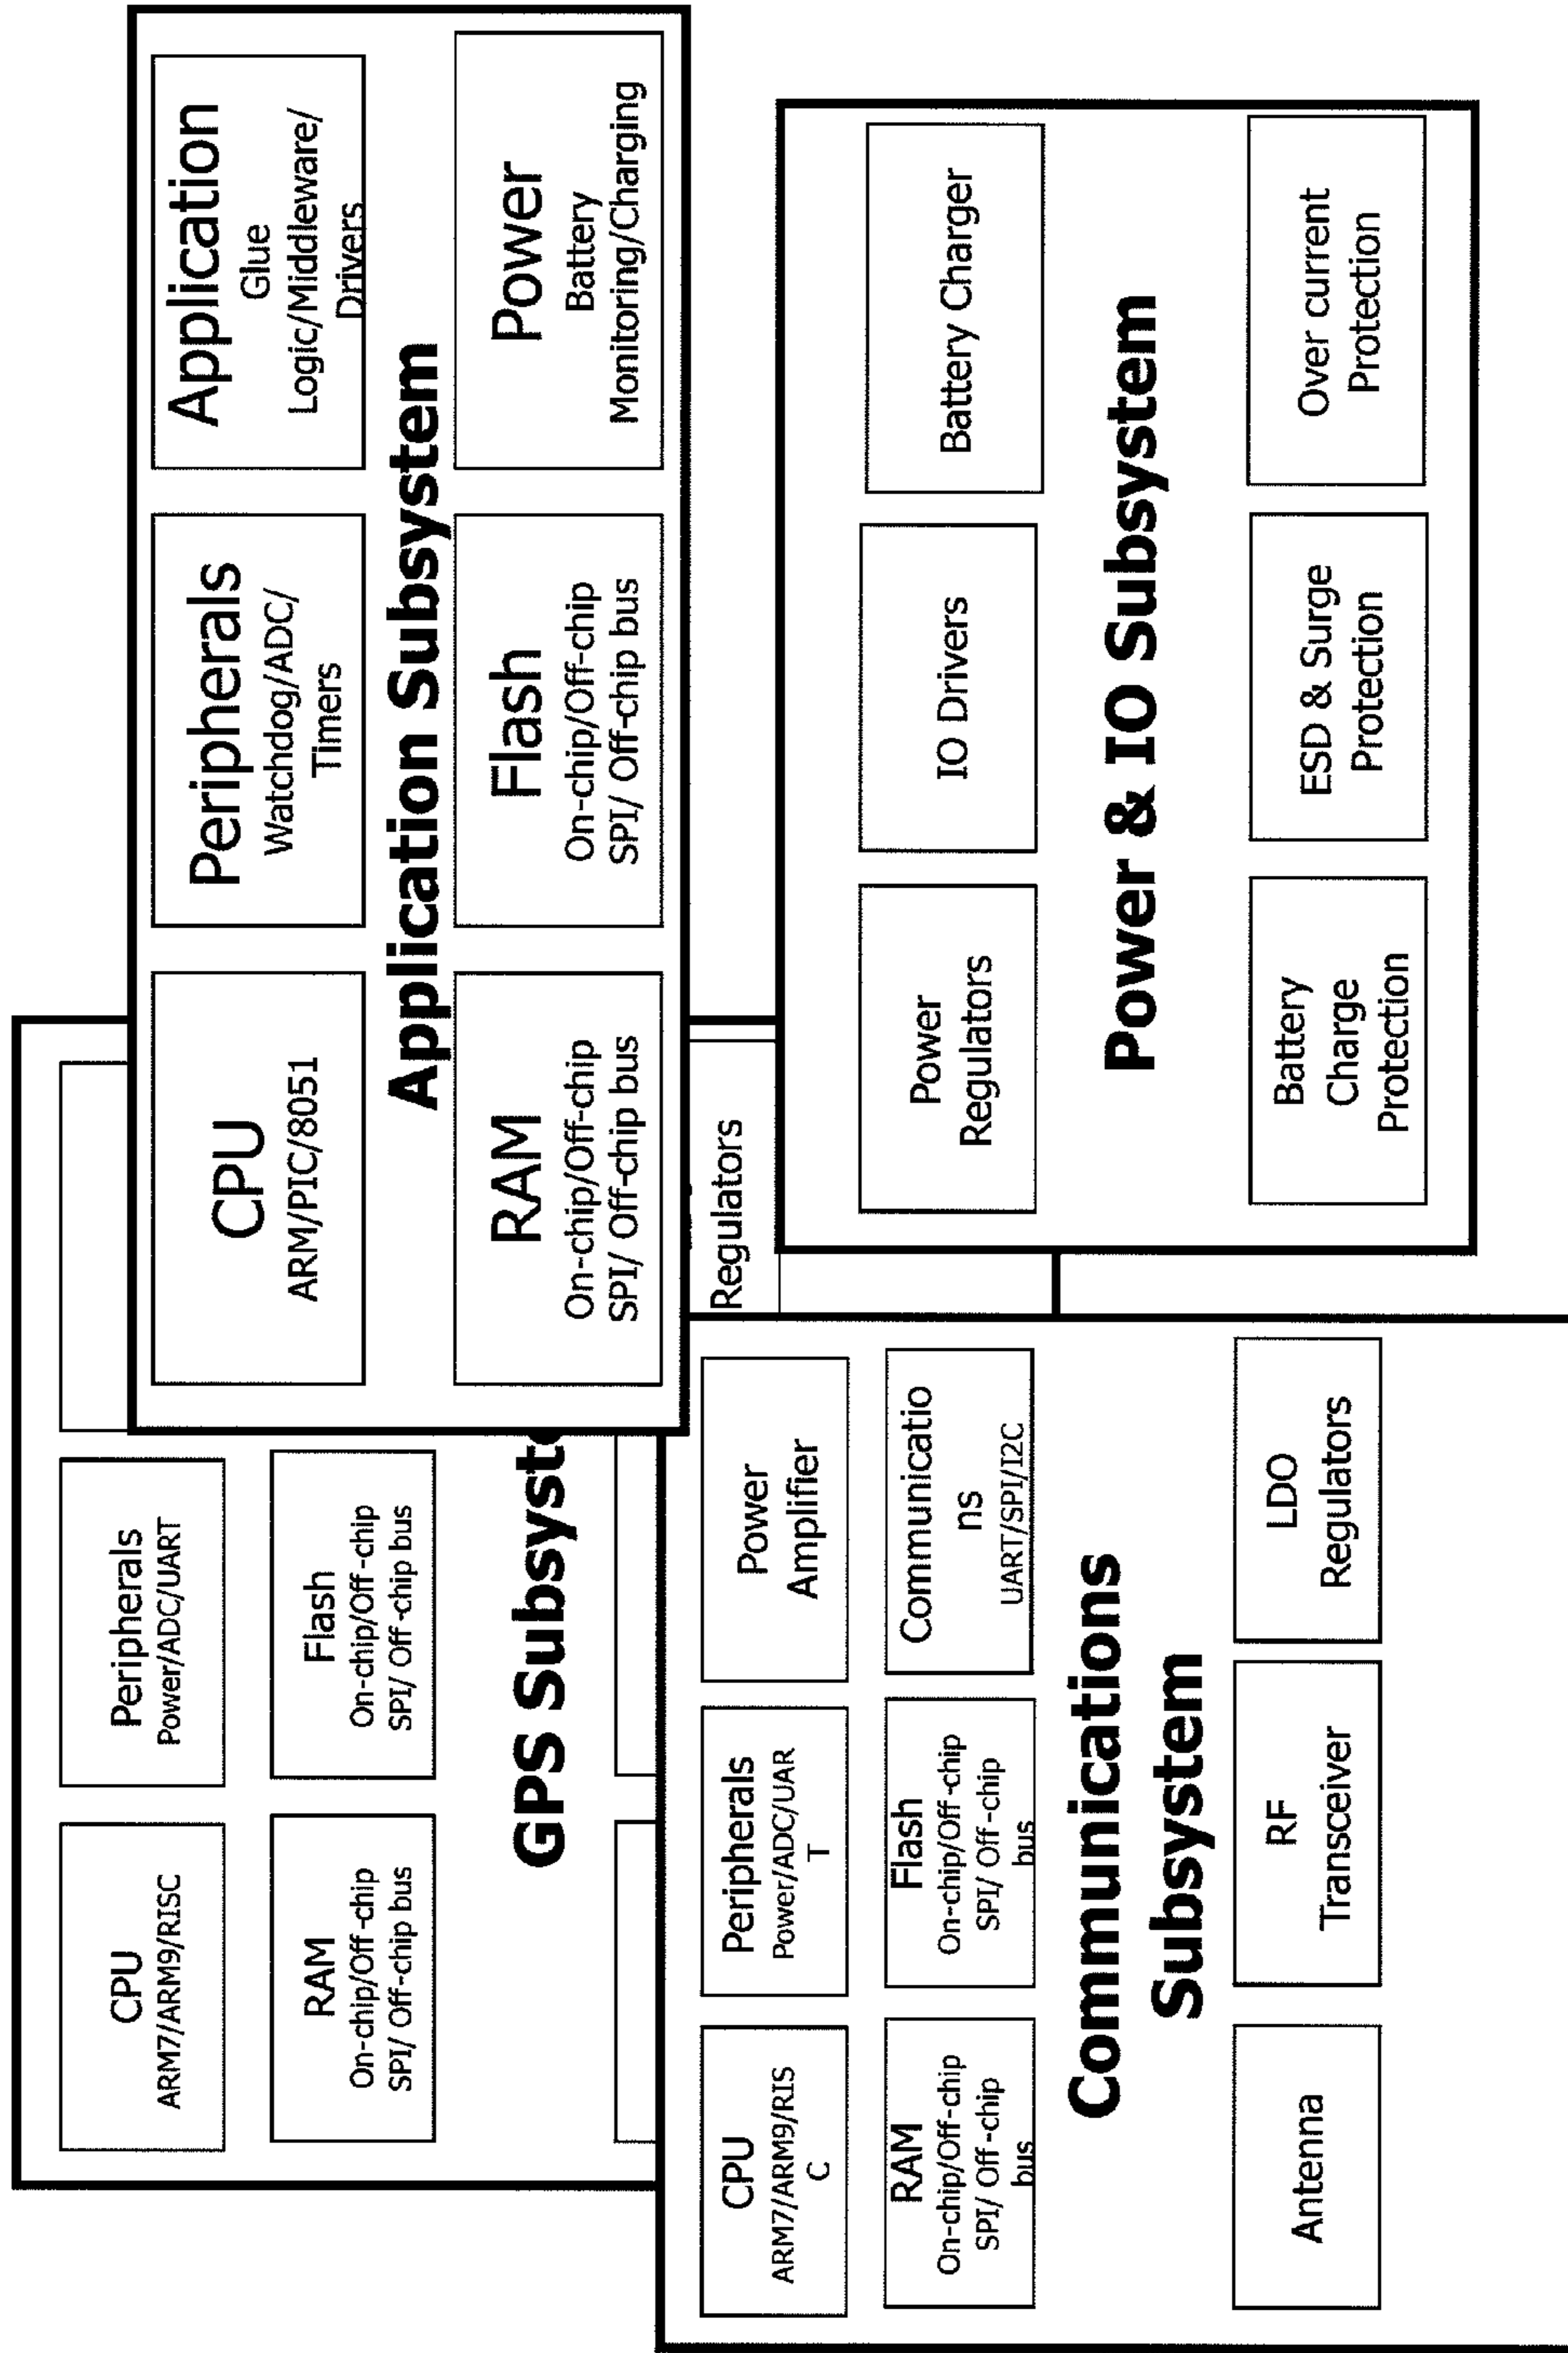 CPU
ARM7/ARM9/RISC
Peripherals
Power/ADC/UART
RAM
On-chip/Off-chip
SPI/ Off-chip bus
Flash
On-chip/Off-chip
SPI/ Off-chip bus
GPS
Regulators
CPU
ARM/PIC/8051
Peripherals
Watchdog/ADC/
Timers
Application
Glue
Logic/Middleware/
Drivers
Application Subsystem
RAM
On-chip/Off-chip
SPI/ Off-chip bus
Flash
On-chip/Off-chip
SPI/ Off-chip bus
Power
Battery
Monitoring/Charging
CPU
ARM7/ARM9/RIS
C
Peripherals
Power/ADC/UAR
T
Power
Amplifier
RAM
On-chip/Off-chip
SPI/ Off-chip
bus
Flash
On-chip/Off-chip
SPI/ Off-chip
bus
Communicatio
ns
UART/SPI/I2C
Communications
Subsystem
Antenna
RF
Transceiver
LDO
Regulators
Power
Regulators
IO Drivers
Battery Charger
Power & IO Subsystem
Battery
Charge
Protection
ESD & Surge
Protection
Over current
Protection